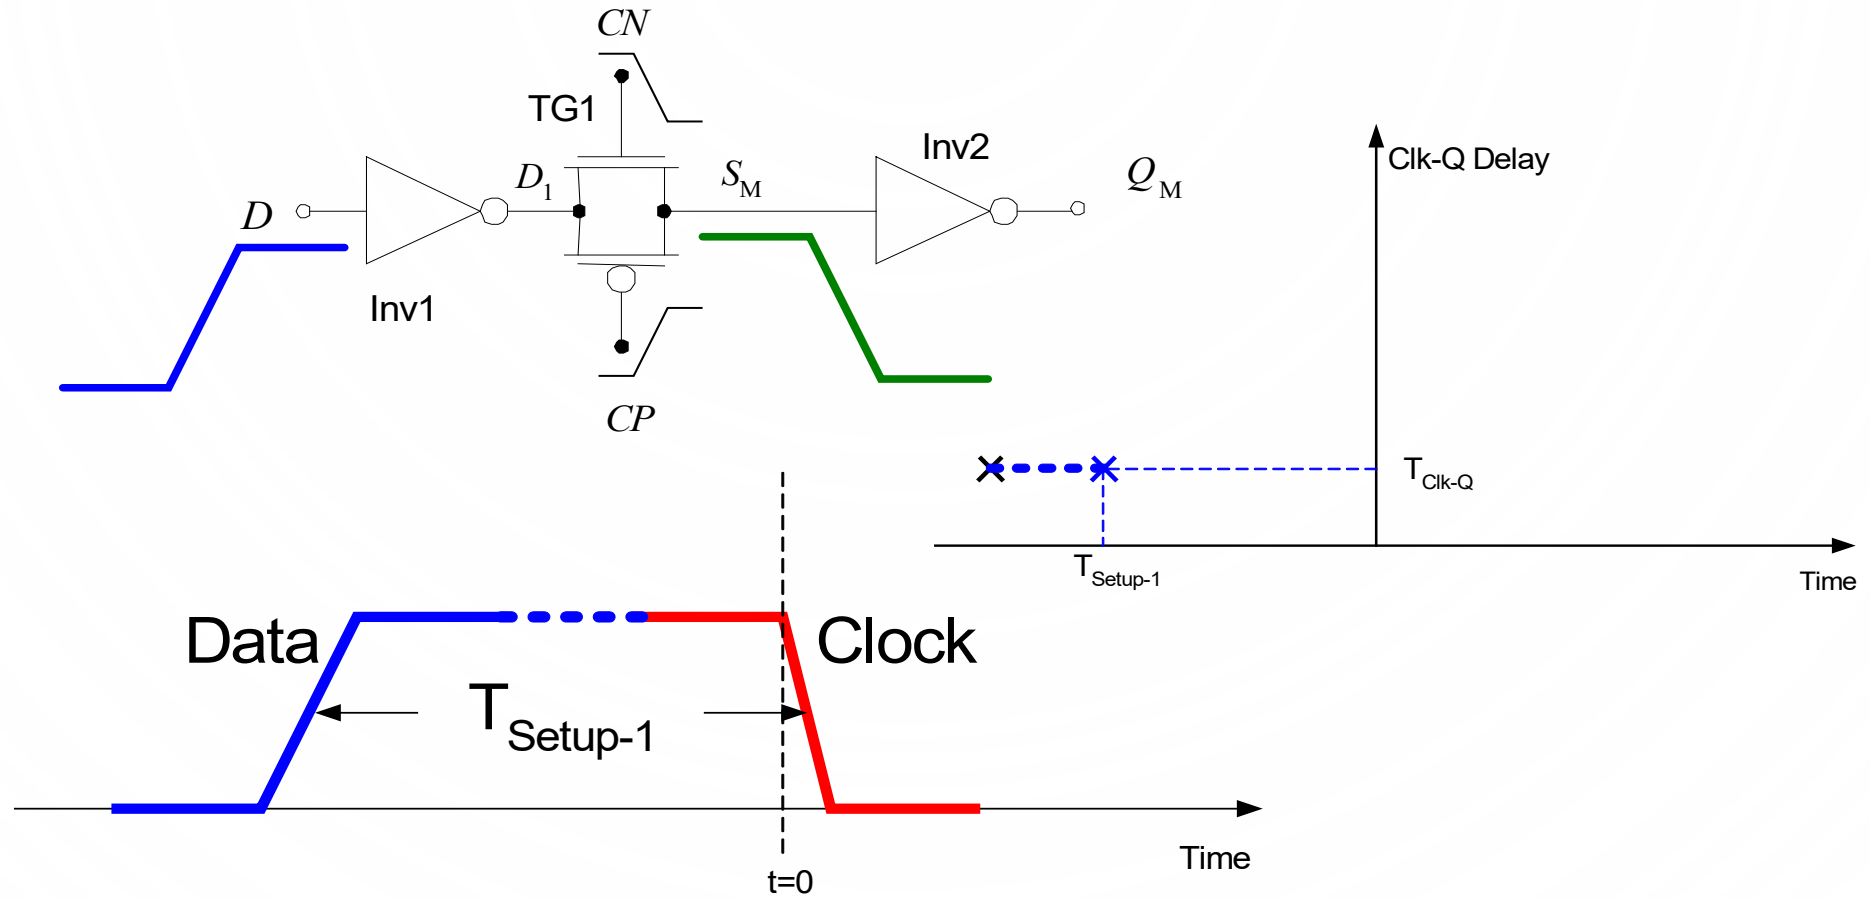 CN
TG1
Inv2
Clk-Q Delay
D1
SM
QM
D
Inv1
CP
TClk-Q
TSetup-1
Time
Data
Clock
TSetup-1
Time
t=0